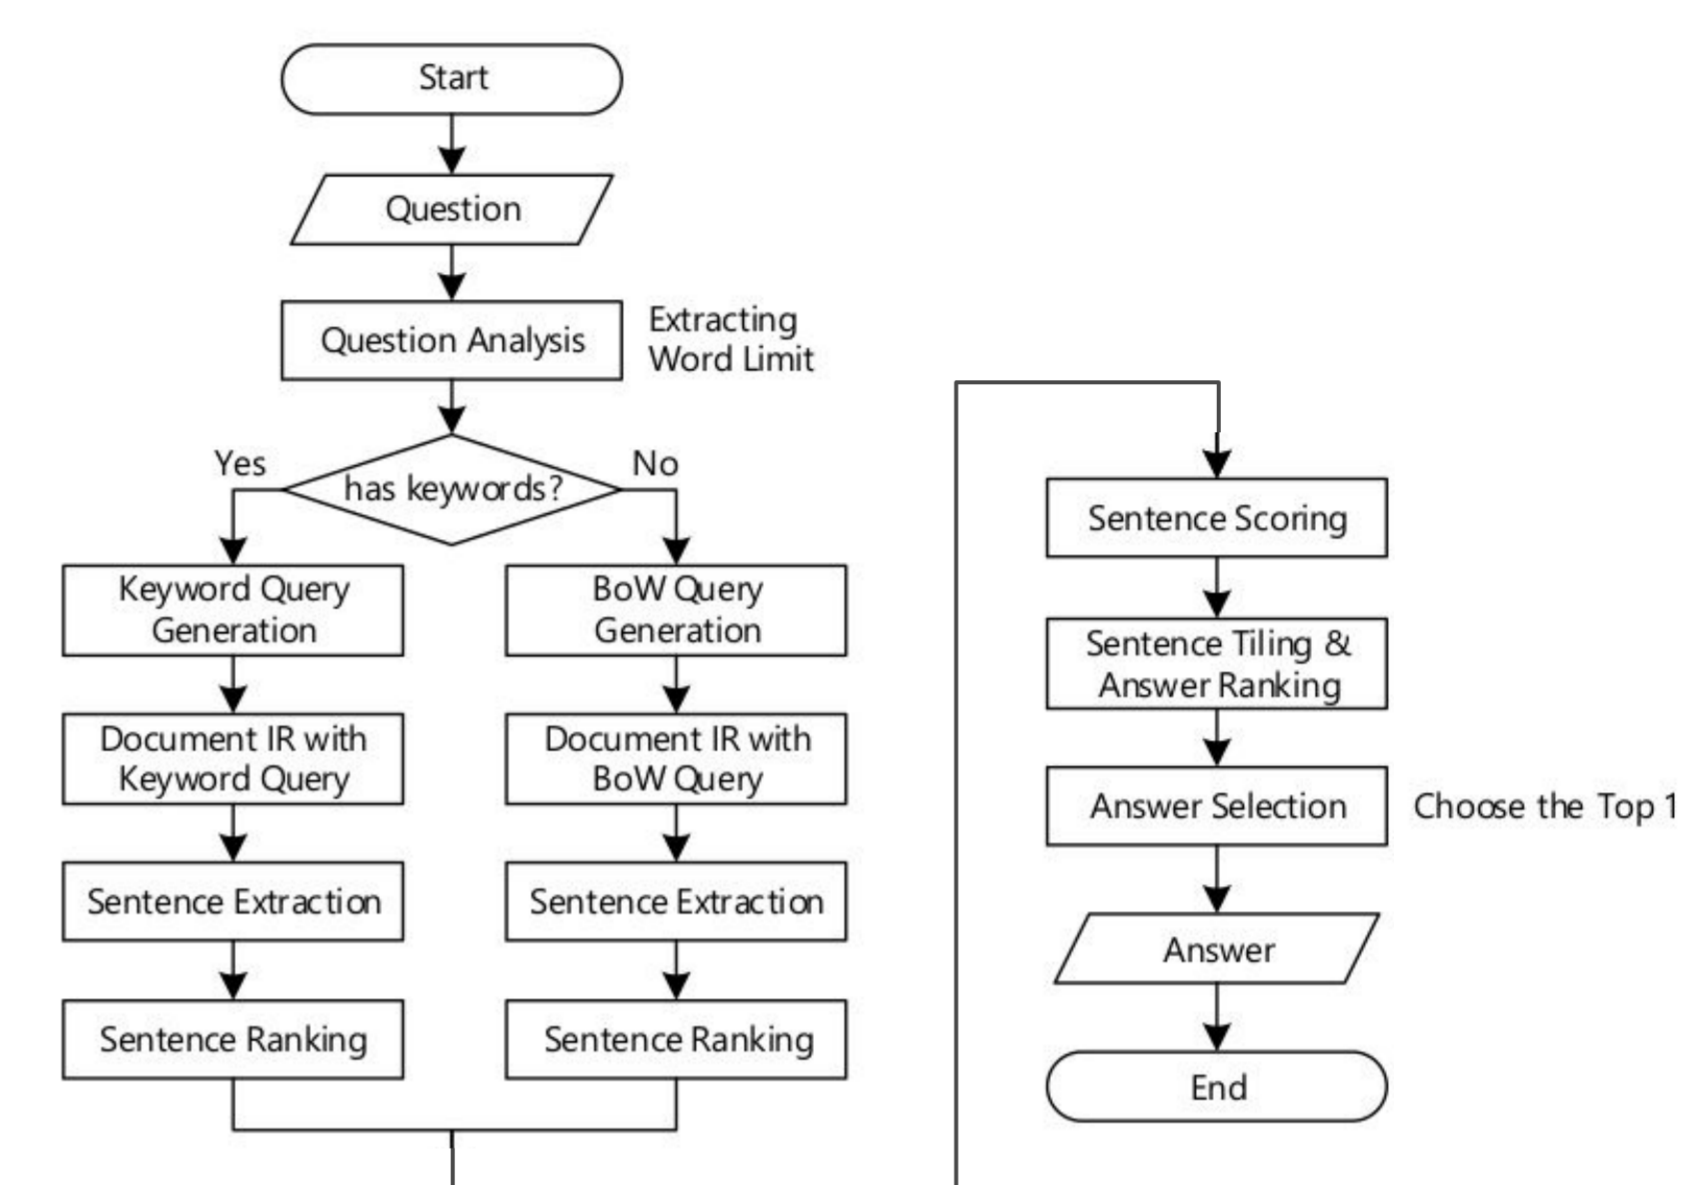 Start
Question
Question Analysis
Extracting
Word Limit
has keywords?
Yes
No
Keyword Query
Generation
Document IR with
Keyword Query
Sentence Extraction
Sentence Ranking
BoW Query
Generation
Document IR with
BoW Query
Sentence Extraction
Sentence Ranking
Sentence Scoring
Sentence Tiling &
Answer Ranking
Answer Selection
Choose the Top 1
Answer
End